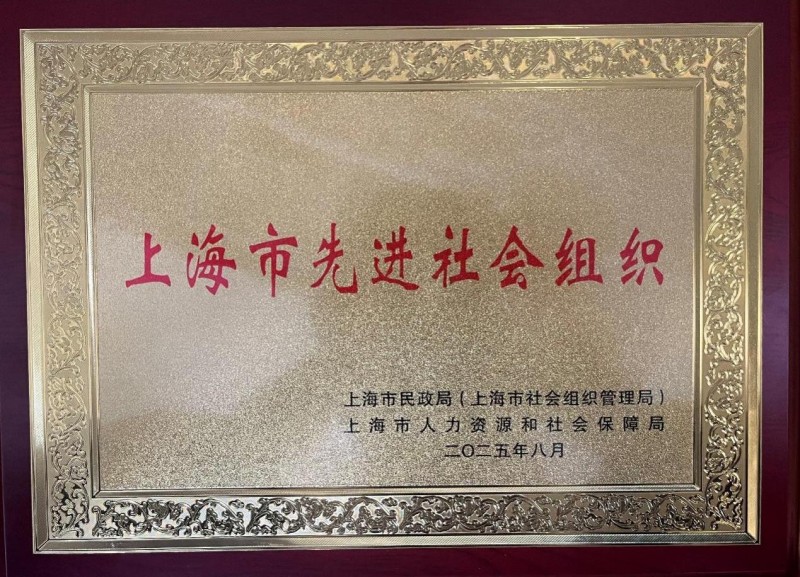 上海市先进社会组织
上海市民政局（上海市社会组织管理局）
上海市人力资源和社会保障局
二〇二五年八月